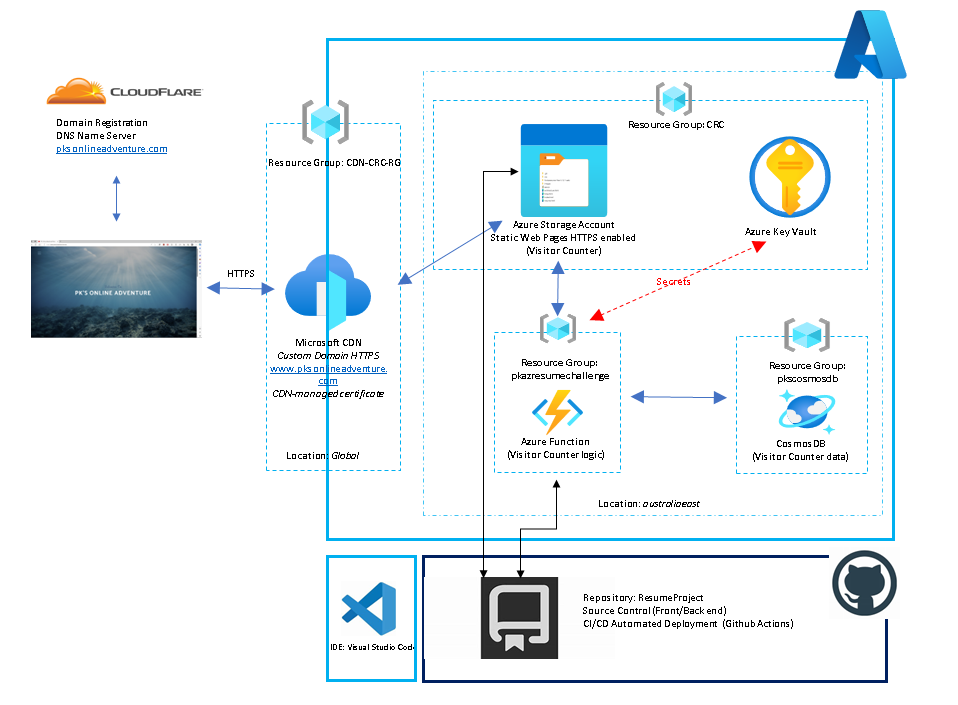 CLOUDFLARE
Domain Registration
DNS Name Server
pksonlineadventure.com
PK'S ONLINE ADVENTURE
HTTPS
Resource Group: CDN-CRC-RG
Microsoft CDN
Custom Domain HTTPS
www.pksonlineadventure.
com
CDN-managed certificate
Location: Global
Resource Group: CRC
Azure Storage Account
Static Web Pages HTTPS enabled
(Visitor Counter)
Azure Key Vault
Secrets
Resource Group:
pkazresumechallenge
Azure Function
(Visitor Counter logic)
Resource Group:
pkscosmosdb
CosmosDB
(Visitor Counter data)
Location: australiaeast
IDE: Visual Studio Code
Repository: ResumeProject
Source Control (Front/Back end)
CI/CD Automated Deployment (Github Actions)